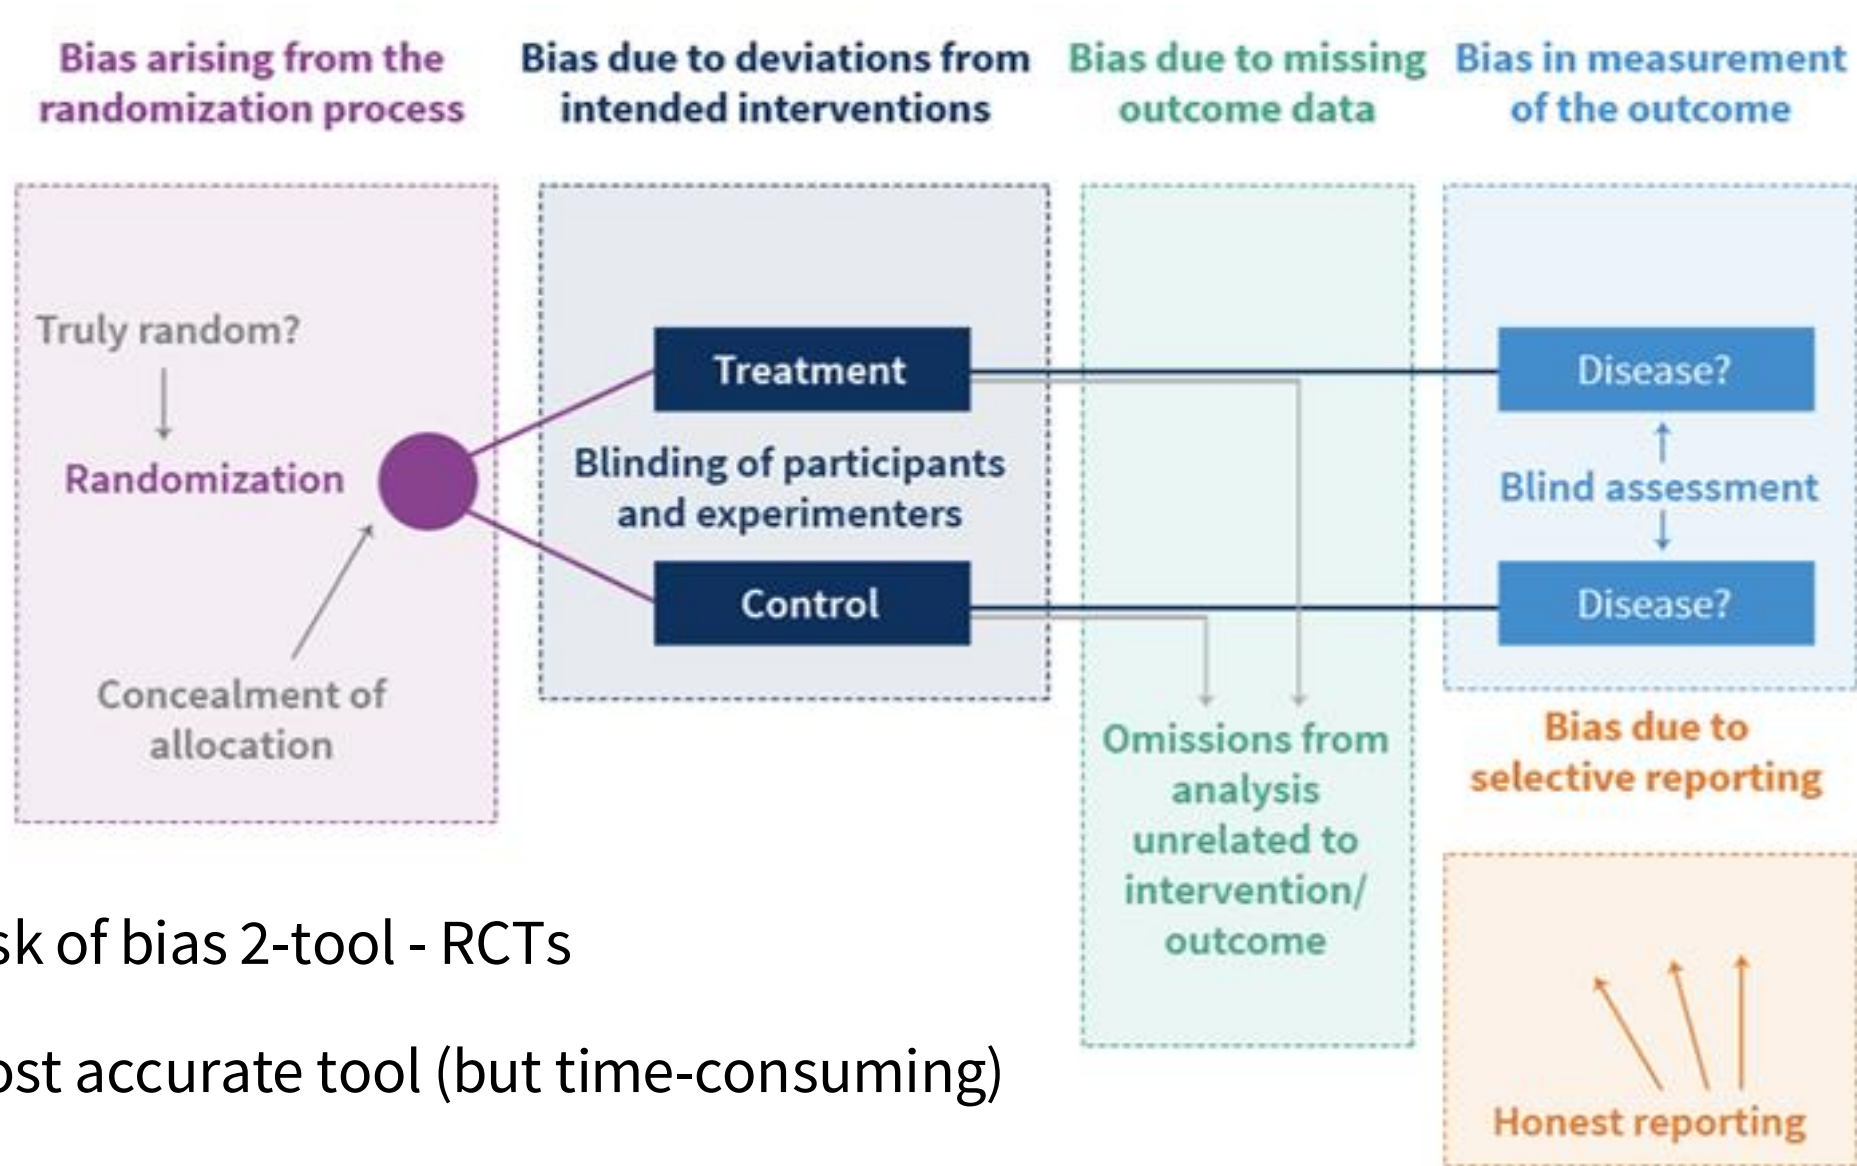 Bias arising from the
randomization process
Bias due to deviations from
intended interventions
Bias due to missing
outcome data
Bias in measurement
of the outcome
Truly random?
Randomization
Concealment of
allocation
Treatment
Blinding of participants
and experimenters
Control
Omissions from
analysis
unrelated to
intervention/
outcome
Disease?
Blind assessment
Disease?
Bias due to
selective reporting
Honest reporting
sk of bias 2-tool - RCTs
ost accurate tool (but time-consuming)